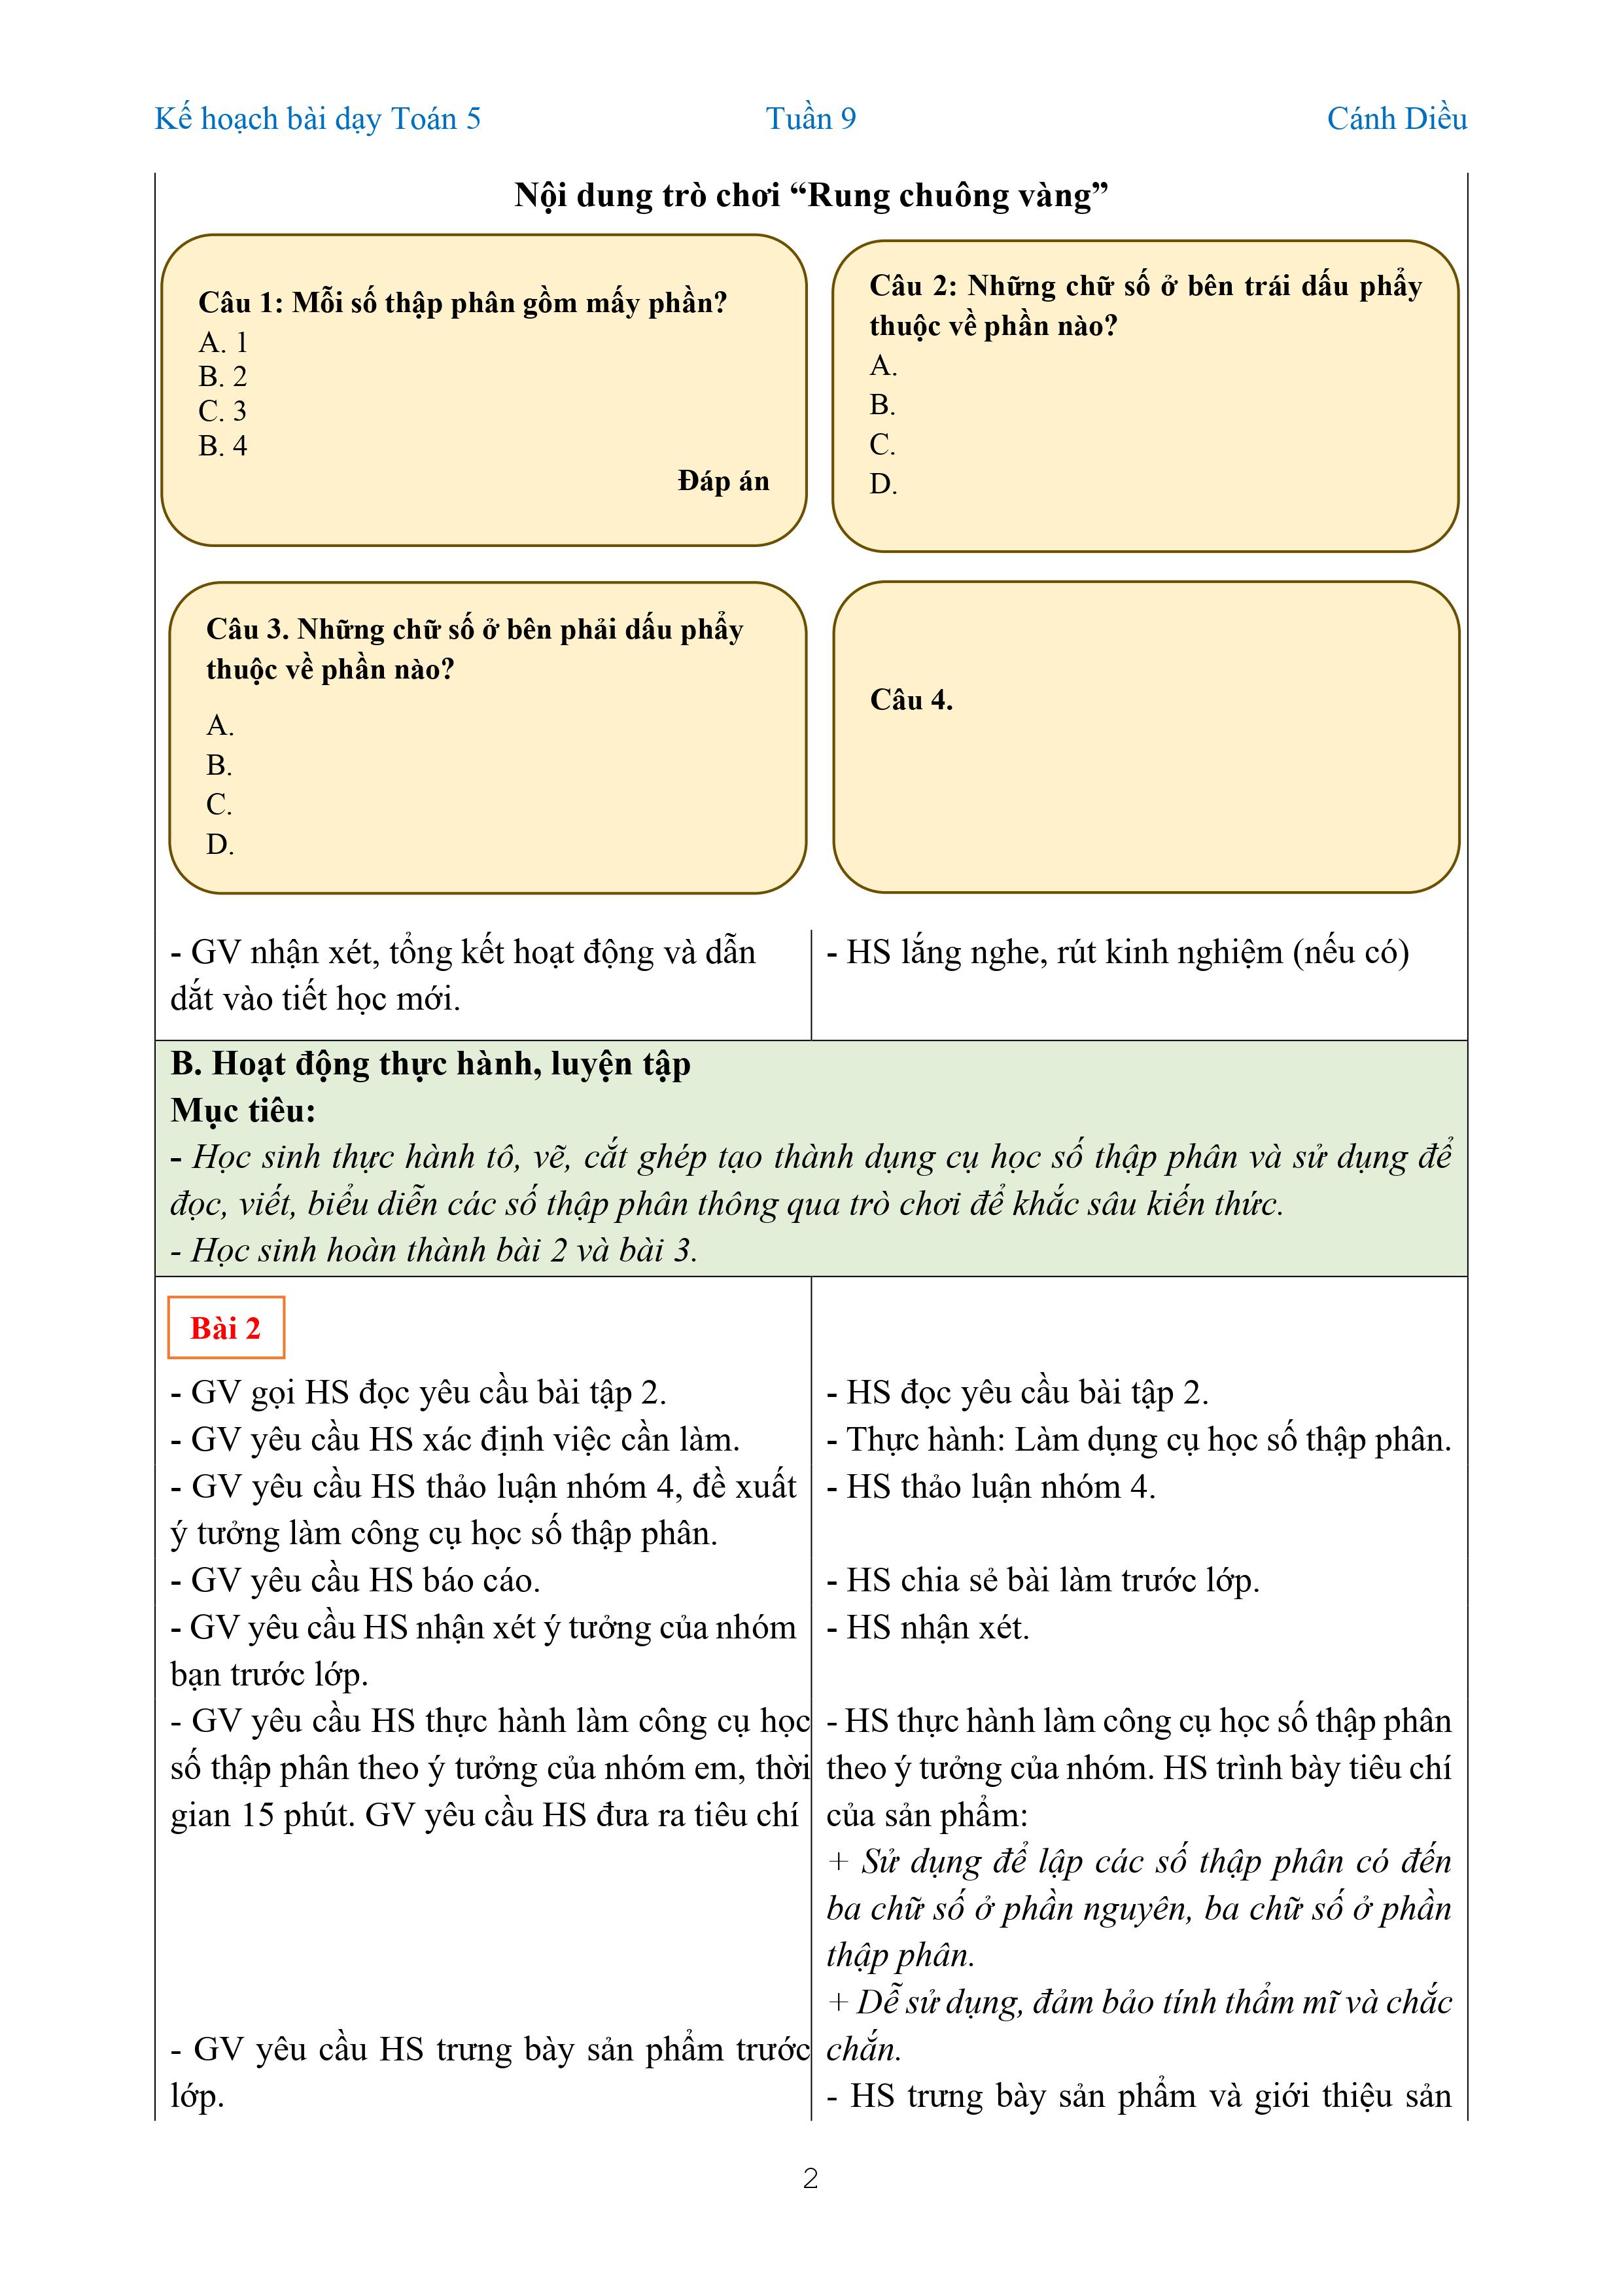 Kế hoạch bài dạy Toán 5 Tuần 9 Cánh Diều
Nội dung trò chơi “Rung chuông vàng”
Câu 1: Mỗi số thập phân gồm mấy phần?
A. 1
B. 2
C. 3
B. 4
Đáp án
Câu 2: Những chữ số ở bên trái dấu phẩy
thuộc về phần nào?
A.
B.
C.
D.
Câu 3. Những chữ số ở bên phải dấu phẩy
thuộc về phần nào?
A.
B.
C.
D.
Câu 4.
- GV nhận xét, tổng kết hoạt động và dẫn
dắt vào tiết học mới.
- HS lắng nghe, rút kinh nghiệm (nếu có)
B. Hoạt động thực hành, luyện tập
Mục tiêu:
- Học sinh thực hành tô, vẽ, cắt ghép tạo thành dụng cụ học số thập phân và sử dụng để
đọc, viết, biểu diễn các số thập phân thông qua trò chơi để khắc sâu kiến thức.
- Học sinh hoàn thành bài 2 và bài 3.
Bài 2
- GV gọi HS đọc yêu cầu bài tập 2.
- GV yêu cầu HS xác định việc cần làm.
- GV yêu cầu HS thảo luận nhóm 4, đề xuất
ý tưởng làm công cụ học số thập phân.
- GV yêu cầu HS báo cáo.
- GV yêu cầu HS nhận xét ý tưởng của nhóm
bạn trước lớp.
- GV yêu cầu HS thực hành làm công cụ học
số thập phân theo ý tưởng của nhóm em, thời
gian 15 phút. GV yêu cầu HS đưa ra tiêu chí
- GV yêu cầu HS trưng bày sản phẩm trước
lớp.
- HS đọc yêu cầu bài tập 2.
- Thực hành: Làm dụng cụ học số thập phân.
- HS thảo luận nhóm 4.
- HS chia sẻ bài làm trước lớp.
- HS nhận xét.
- HS thực hành làm công cụ học số thập phân
theo ý tưởng của nhóm. HS trình bày tiêu chí
của sản phẩm:
+ Sử dụng để lập các số thập phân có đến
ba chữ số ở phần nguyên, ba chữ số ở phần
thập phân.
+ Dễ sử dụng, đảm bảo tính thẩm mĩ và chắc
chắn.
- HS trưng bày sản phẩm và giới thiệu sản
2